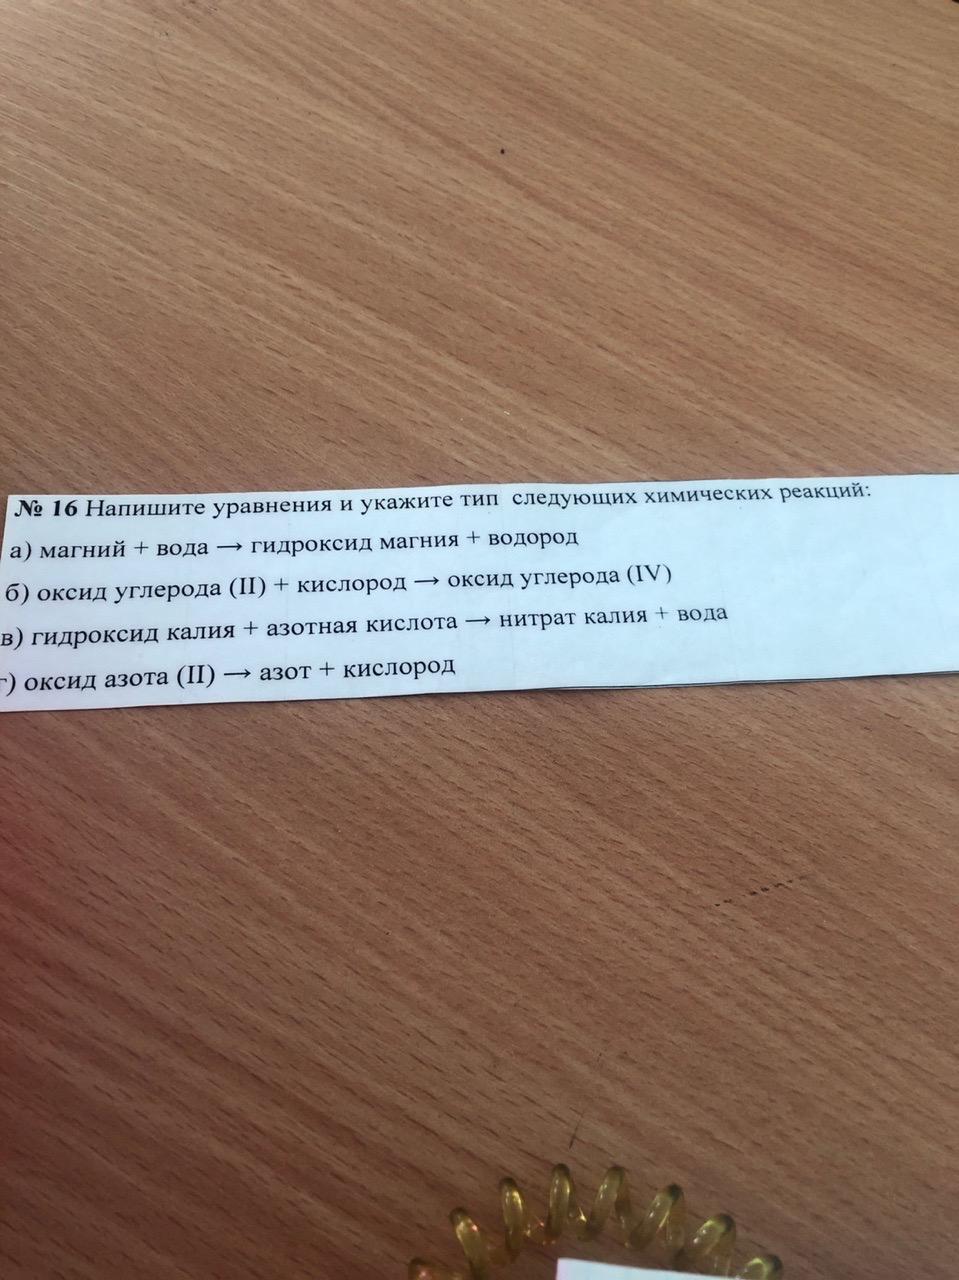 № 16 Напишите уравнения и укажите тип следующих химических реакций:
а) магний + вода → гидроксид магния + водород
б) оксид углерода (II) + кислород → оксид углерода (IV)
в) гидроксид калия + азотная кислота → нитрат калия + вода
г) оксид азота (II) → азот + кислород